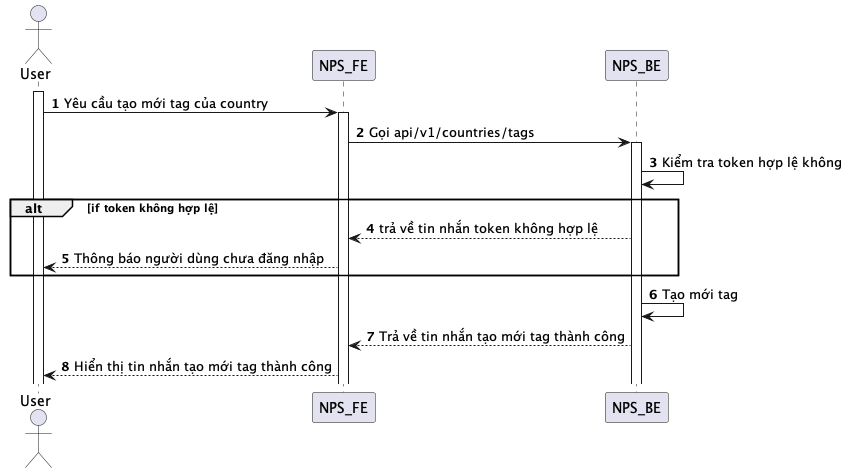 User
NPS_FE
NPS_BE
1 Yêu cầu tạo mới tag của country
2 Gọi api/v1/countries/tags
3 Kiểm tra token hợp lệ không
alt [if token không hợp lệ]
4 trả về tin nhắn token không hợp lệ
5 Thông báo người dùng chưa đăng nhập
6 Tạo mới tag
7 Trả về tin nhắn tạo mới tag thành công
8 Hiển thị tin nhắn tạo mới tag thành công
User
NPS_FE
NPS_BE